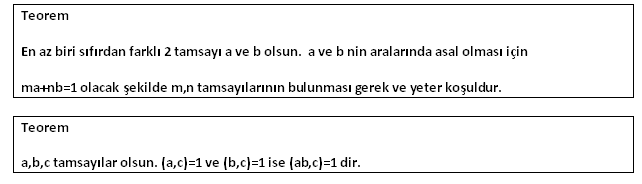 Teorem
En az biri sıfırdan farklı 2 tamsayı a ve b olsun. a ve b nin aralarında asal olması için
ma+nb=1 olacak şekilde m,n tamsayılarının bulunması gerek ve yeter koşuldur.
Teorem
a,b,c tamsayılar olsun. (a,c)=1 ve (b,c)=1 ise (ab,c)=1 dir.